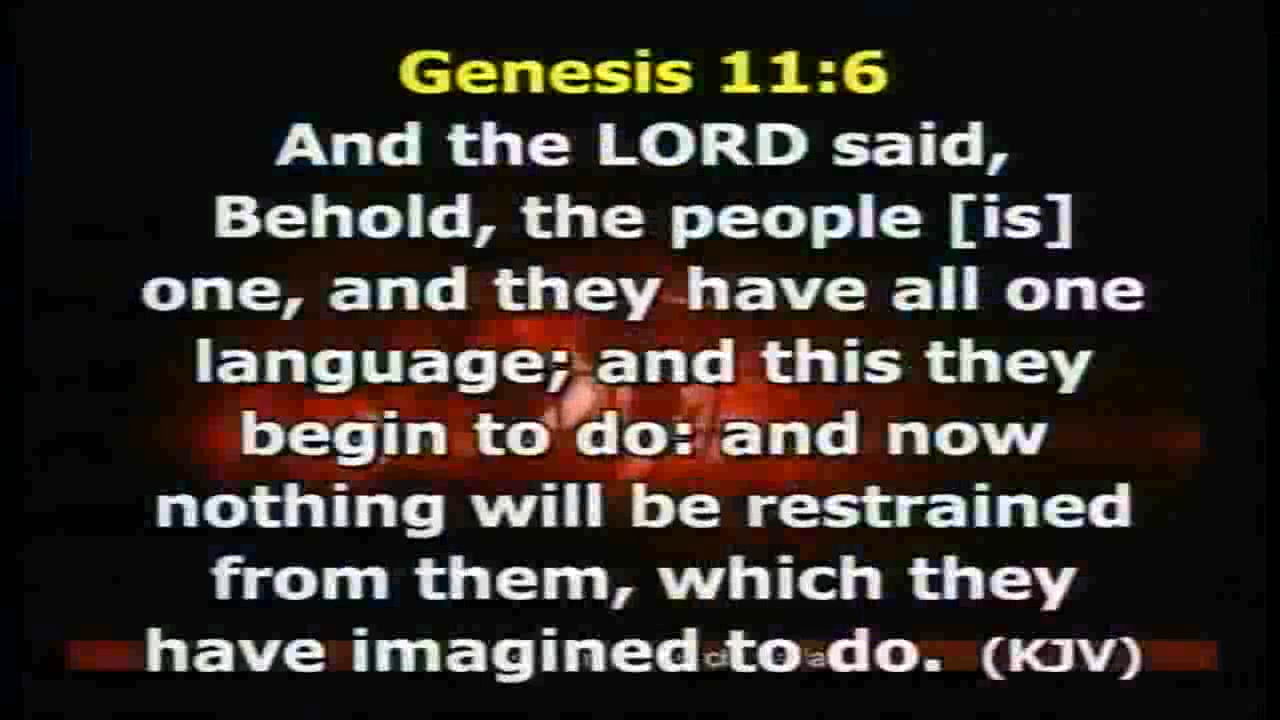 Genesis 11:6
And the LORD said,
Behold, the people [is]
one, and they have all one
language; and this they
begin to do: and now
nothing will be restrained
from them, which they
have imagined to do. (KJV)